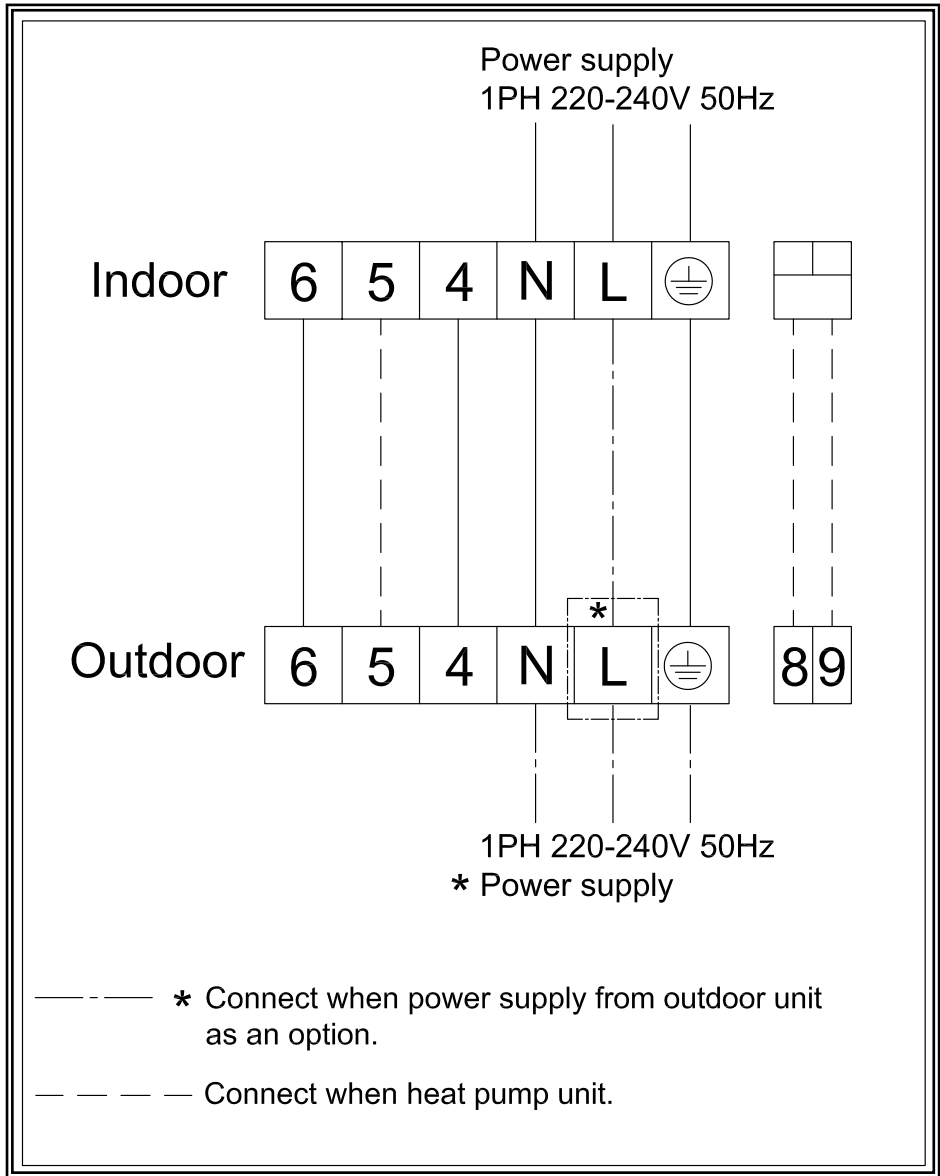 Power supply
1PH 220-240V 50Hz
Indoor 6 5 4 N L
Outdoor 6 5 4 N * L 8 9
1PH 220-240V 50Hz
* Power supply
* Connect when power supply from outdoor unit
as an option.
Connect when heat pump unit.